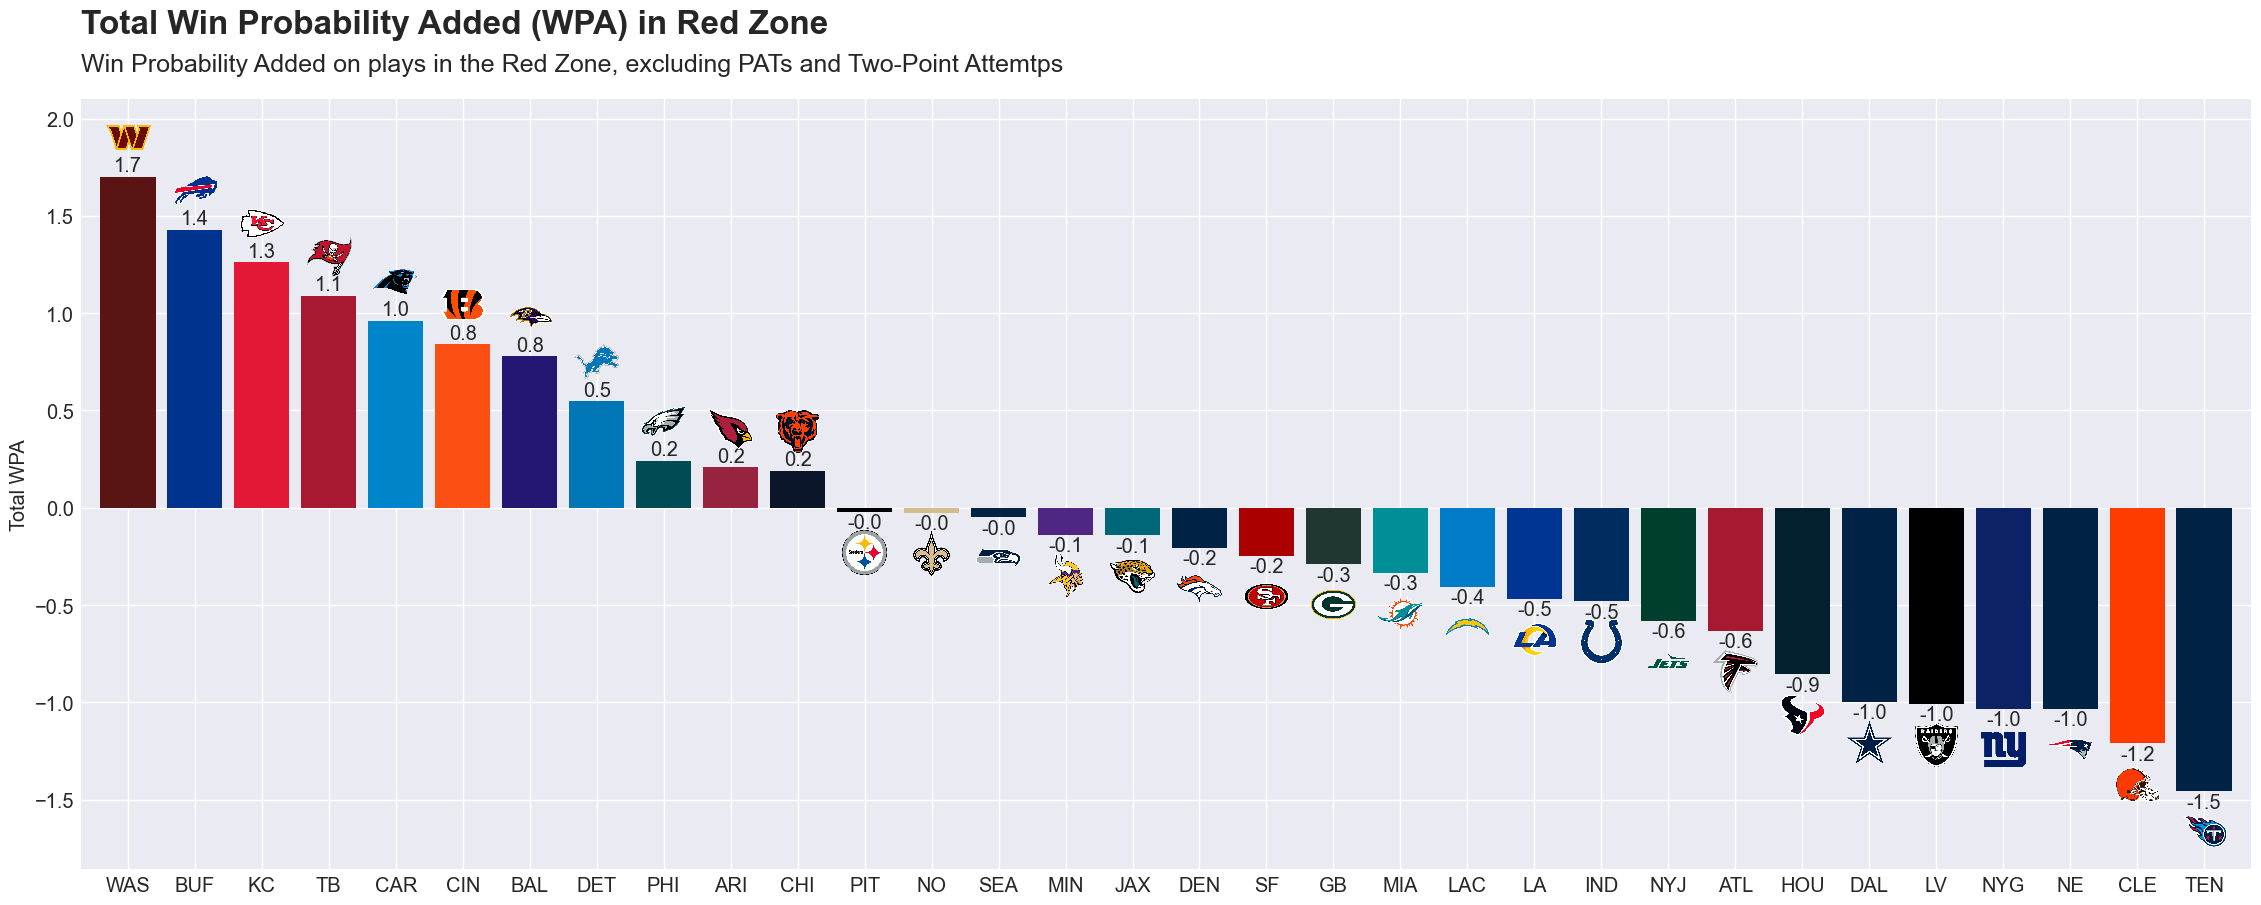 Total Win Probability Added (WPA) in Red Zone
Win Probability Added on plays in the Red Zone, excluding PATs and Two-Point Attemtps
Total WPA
2.0
1.5
1.0
0.5
0.0
−0.5
−1.0
−1.5
1.7 1.4 1.3 1.1 1.0 0.8 0.8 0.5 0.2 0.2 0.2 -0.0 -0.0 -0.0 -0.1 -0.1 -0.2 -0.2 -0.3 -0.3 -0.4 -0.5 -0.5 -0.6 -0.6 -0.9 -1.0 -1.0 -1.0 -1.0 -1.2 -1.5
W
KC
Steelers
SF
G
LA
JETS
RAIDERS
ny
T
WAS BUF KC TB CAR CIN BAL DET PHI ARI CHI PIT NO SEA MIN JAX DEN SF GB MIA LAC LA IND NYJ ATL HOU DAL LV NYG NE CLE TEN